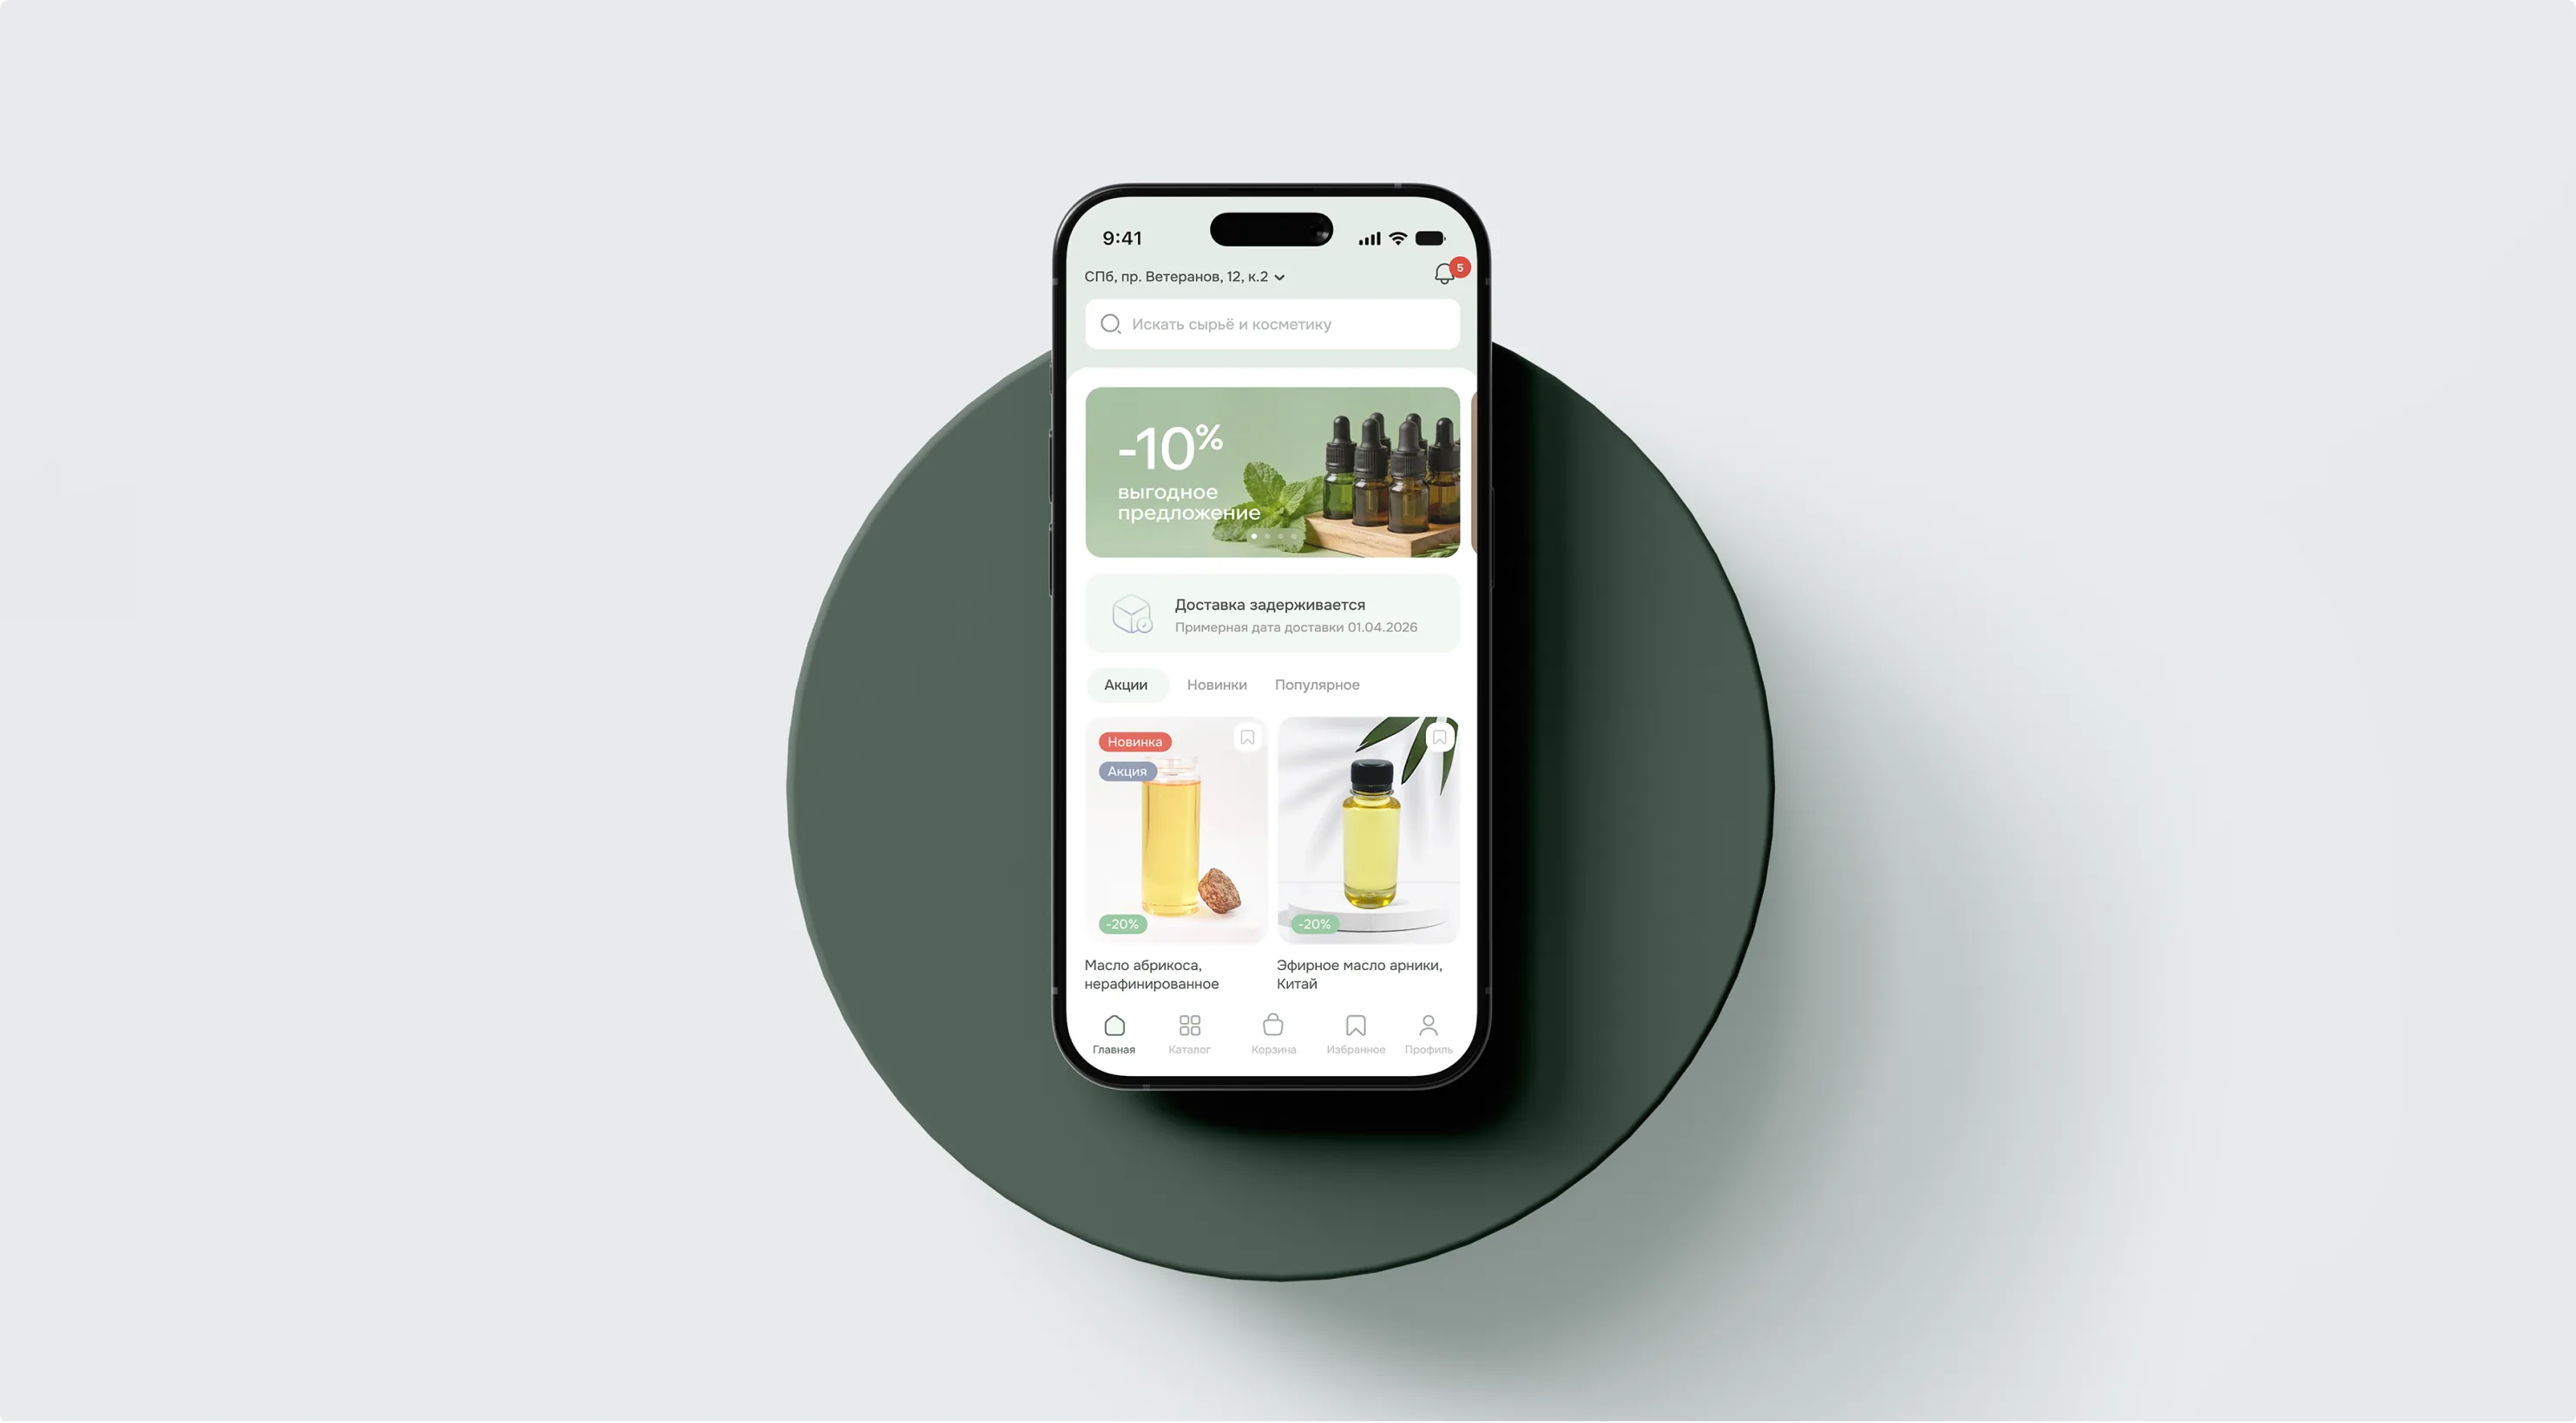 9:41
СПб, пр. Ветеранов, 12, к.2
5
Искать сырьё и косметику
-10%
выгодное
предложение
Доставка задерживается
Примерная дата доставки 01.04.2026
Акции Новинки Популярное
Новинка
Акция
-20%
-20%
Масло абрикоса,
нерафинированное
Эфирное масло арники,
Китай
Главная Каталог Корзина Избранное Профиль